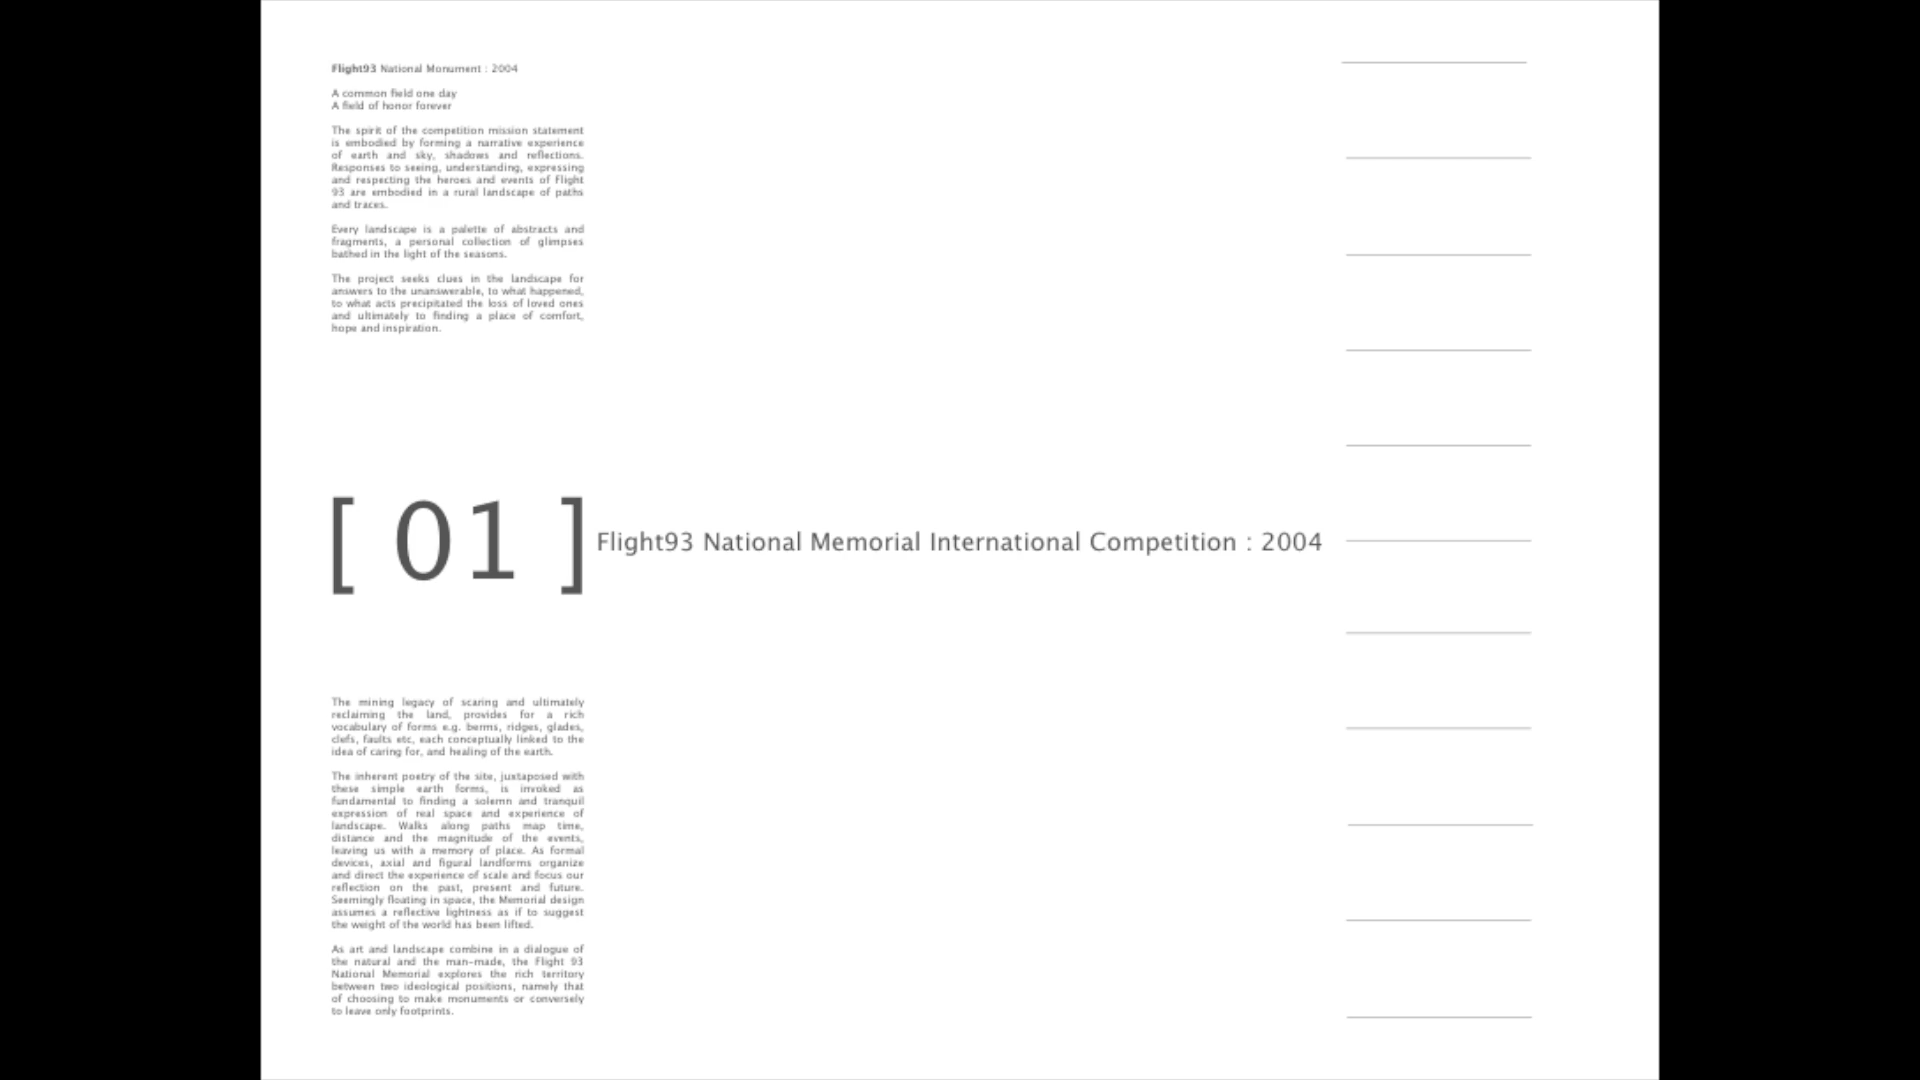 Flight93 National Monument : 2004
A common field one day
A field of honor forever
The spirit of the competition mission statement
is embodied by forming a narrative experience
of earth and sky, shadows and reflections.
Responses to seeing, understanding, expressing
and respecting the heroes and events of Flight
93 are embodied in a rural landscape of paths
and traces.
Every landscape is a palette of abstracts and
fragments, a personal collection of glimpses
bathed in the light of the seasons.
The project seeks clues in the landscape for
answers to the unanswerable, to what happened,
to what acts precipitated the loss of loved ones
and ultimately to finding a place of comfort,
hope and inspiration.
[ 01 ] Flight93 National Memorial International Competition : 2004
The mining legacy of scaring and ultimately
reclaiming the land, provides for a rich
vocabulary of forms e.g. berms, ridges, glades,
clefs, faults etc, each conceptually linked to the
idea of caring for, and healing of the earth.
The inherent poetry of the site, juxtaposed with
these simple earth forms, is invoked as
fundamental to finding a solemn and tranquil
expression of real space and experience of
landscape. Walks along paths map time,
distance and the magnitude of the events,
leaving us with a memory of place. As formal
devices, axial and figural landforms organize
and direct the experience of scale and focus our
reflection on the past, present and future.
Seemingly floating in space, the Memorial design
assumes a reflective lightness as if to suggest
the weight of the world has been lifted.
As art and landscape combine in a dialogue of
the natural and the man-made, the Flight 93
National Memorial explores the rich territory
between two ideological positions, namely that
of choosing to make monuments or conversely
to leave only footprints.